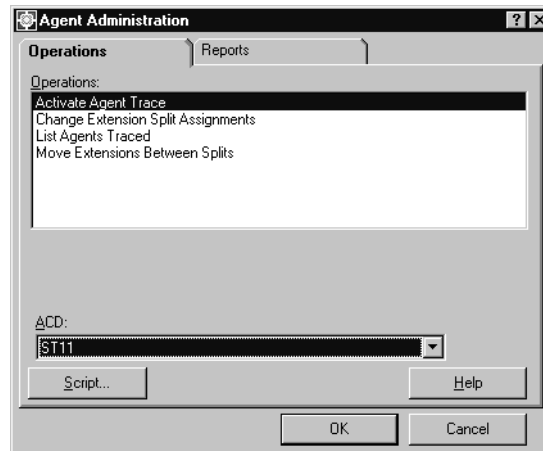 Agent Administration
Operations
Reports
Operations:
Activate Agent Trace
Change Extension Split Assignments
List Agents Traced
Move Extensions Between Splits
ACD:
ST11
Script...
Help
OK
Cancel